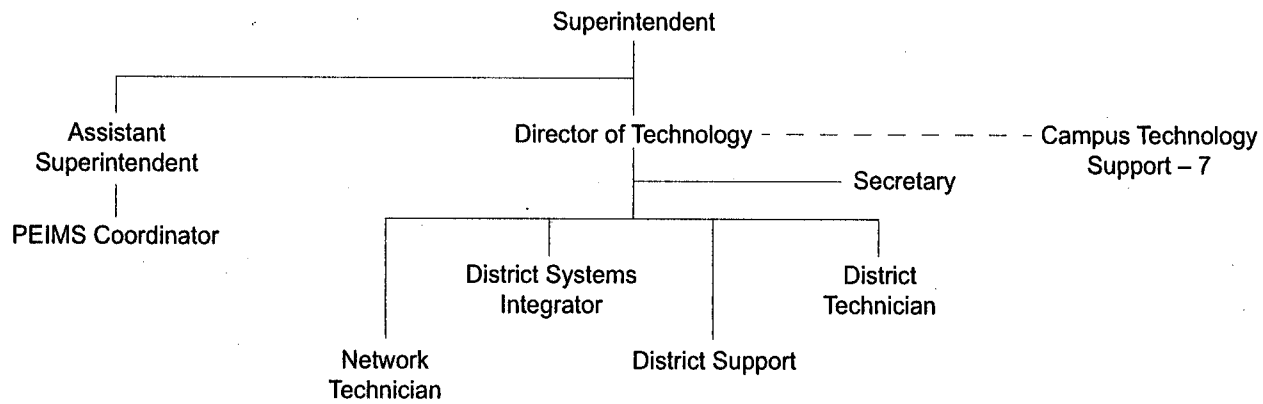 Superintendent
Assistant
Superintendent
Director of Technology
Campus Technology
Support – 7
Secretary
PEIMS Coordinator
District Systems
Integrator
District
Technician
Network
Technician
District Support